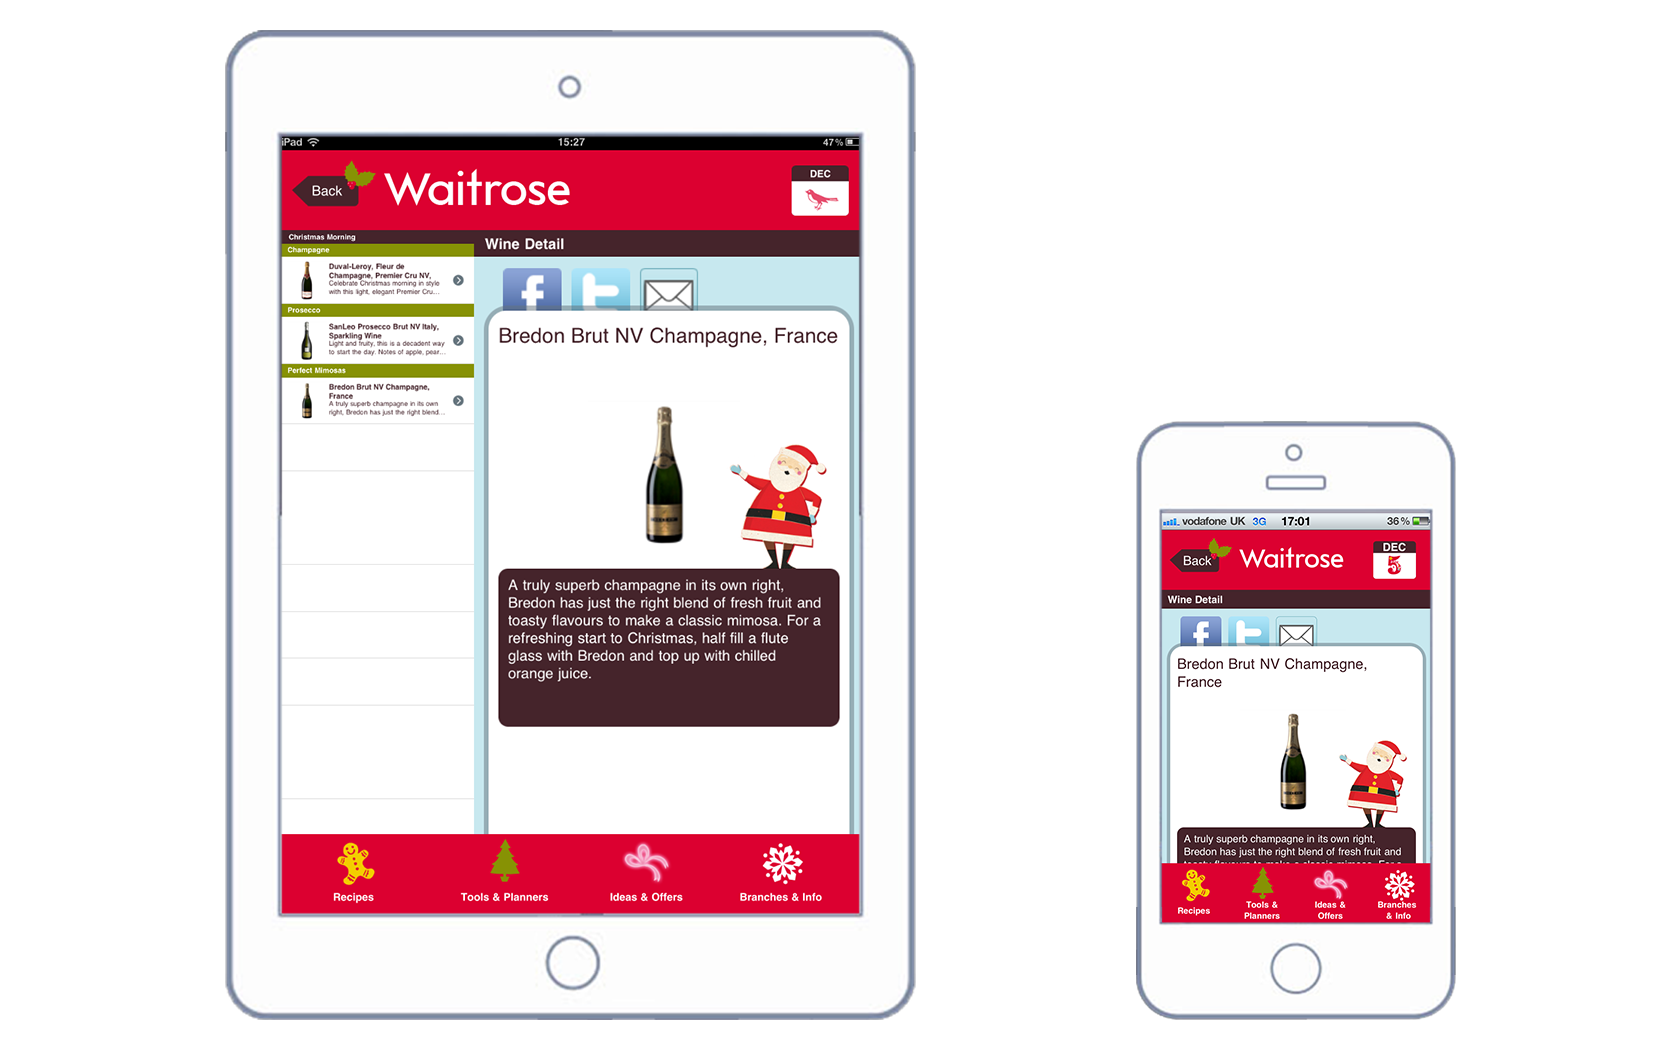 iPad
15:27
47%
Back
Waitrose
DEC
Christmas Morning
Champagne
Duval-Leroy, Fleur de
Champagne, Premier Cru NV,
Celebrate Christmas morning in style
with this light, elegant Premier Cru...
Prosecco
SanLeo Prosecco Brut NV Italy,
Sparkling Wine
Light and fruity, this is a decadent way
to start the day. Notes of apple, pear...
Perfect Mimosas
Bredon Brut NV Champagne,
France
A truly superb champagne in its own
right, Bredon has just the right blend...
Wine Detail
f
t
Bredon Brut NV Champagne, France
A truly superb champagne in its own right,
Bredon has just the right blend of fresh fruit and
toasty flavours to make a classic mimosa. For a
refreshing start to Christmas, half fill a flute
glass with Bredon and top up with chilled
orange juice.
Recipes
Tools & Planners
Ideas & Offers
Branches & Info
vodafone UK 3G
17:01
36%
Back
Waitrose
DEC
5
Wine Detail
f
t
Bredon Brut NV Champagne,
France
A truly superb champagne in its own right,
Bredon has just the right blend of fresh fruit and
toasty flavours to make a classic mimosa. For a
Recipes
Tools &
Planners
Ideas &
Offers
Branches
& Info